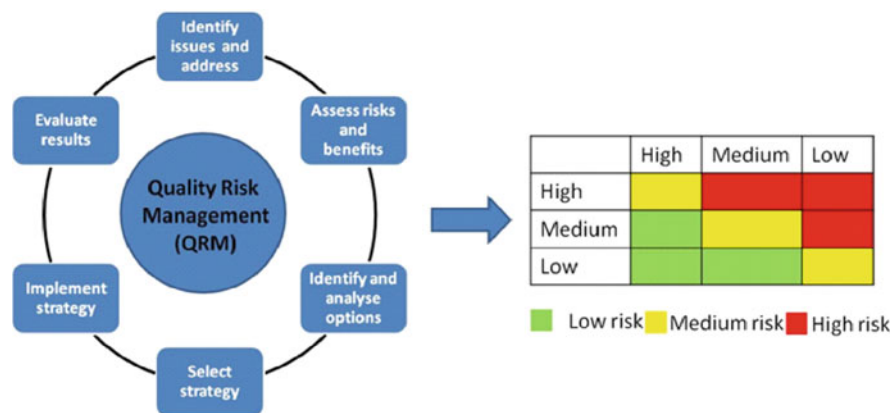 Identify
issues and
address
Assess risks
and
benefits
Identify and
analyse
options
Select
strategy
Implement
strategy
Evaluate
results
Quality Risk
Management
(QRM)
High Medium Low
High
Medium
Low
Low risk Medium risk High risk